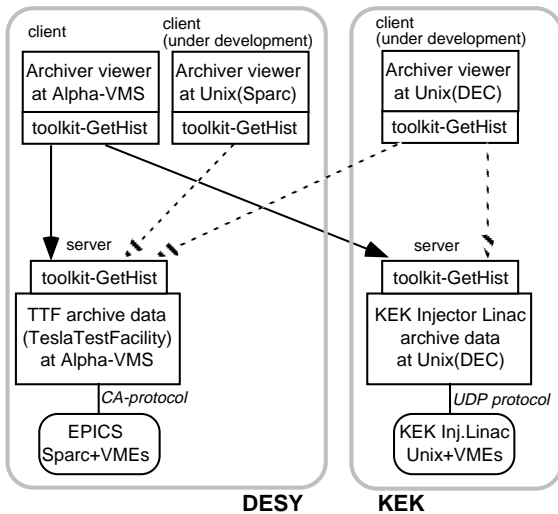 client
client
(under development)
Archiver viewer
at Alpha-VMS
toolkit-GetHist
Archiver viewer
at Unix(Sparc)
toolkit-GetHist
client
(under development)
Archiver viewer
at Unix(DEC)
toolkit-GetHist
server
toolkit-GetHist
TTF archive data
(TeslaTestFacility)
at Alpha-VMS
CA-protocol
EPICS
Sparc+VMEs
server
toolkit-GetHist
KEK Injector Linac
archive data
at Unix(DEC)
UDP protocol
KEK Inj.Linac
Unix+VMEs
DESY
KEK